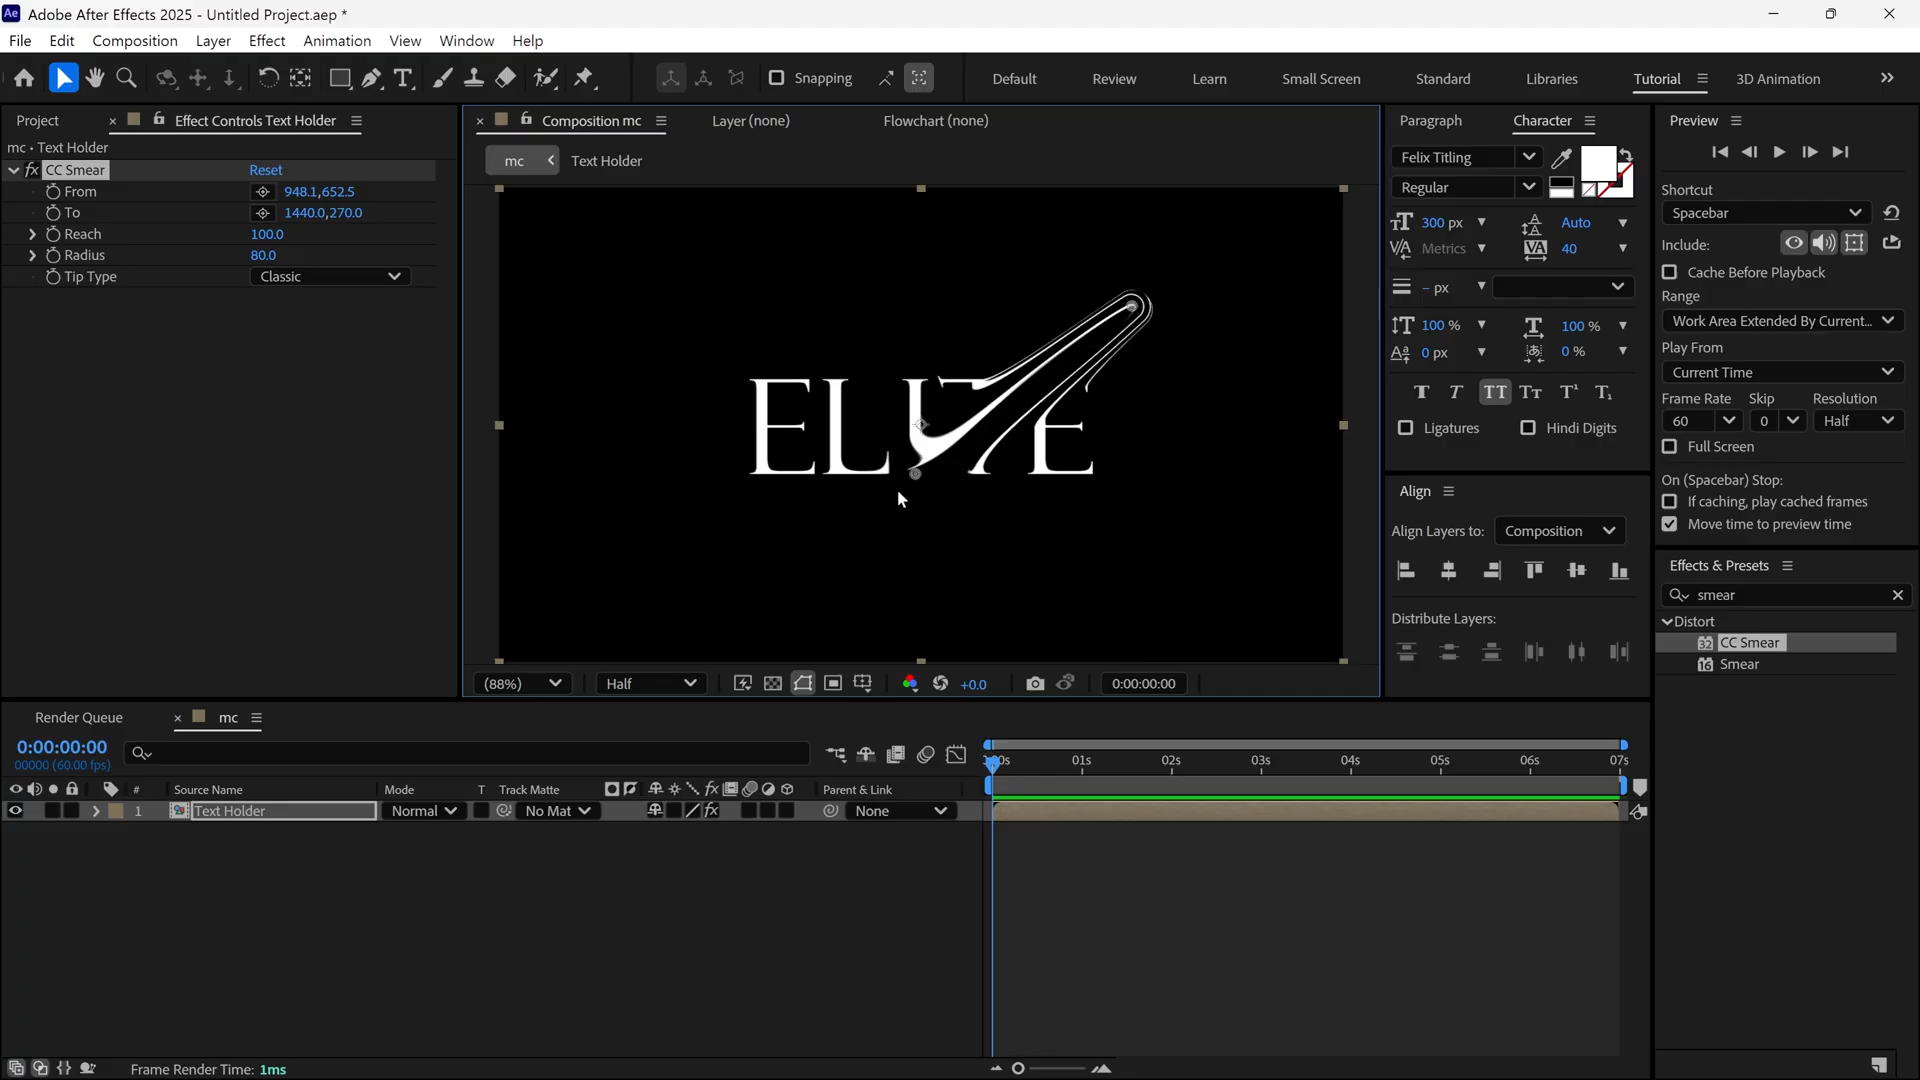 Ae Adobe After Effects 2025 - Untitled Project.aep *
File Edit Composition Layer Effect Animation View Window Help
Snapping Default Review Learn Small Screen Standard Libraries Tutorial 3D Animation
Project Effect Controls Text Holder
mc • Text Holder
fx CC Smear Reset
From 948.1,652.5
To 1440.0,270.0
Reach 100.0
Radius 80.0
Tip Type Classic
Composition mc Layer (none) Flowchart (none)
mc Text Holder
ELITE
(88%) Half +0.0 0:00:00:00
Paragraph Character
Felix Titling
Regular
300 px Auto
Metrics 40
– px
100 % 100 %
0 px 0 %
Ligatures Hindi Digits
Align
Align Layers to: Composition
Distribute Layers:
Preview
Shortcut
Spacebar
Include:
Cache Before Playback
Range
Work Area Extended By Current...
Play From
Current Time
Frame Rate Skip Resolution
60 0 Half
Full Screen
On (Spacebar) Stop:
If caching, play cached frames
Move time to preview time
Effects & Presets
smear
Distort
32 CC Smear
16 Smear
Render Queue mc
0:00:00:00
00000 (60.00 fps)
# Source Name Mode T Track Matte fx Parent & Link
1 Text Holder Normal No Mat fx None
:00s 01s 02s 03s 04s 05s 06s 07s
Frame Render Time: 1ms